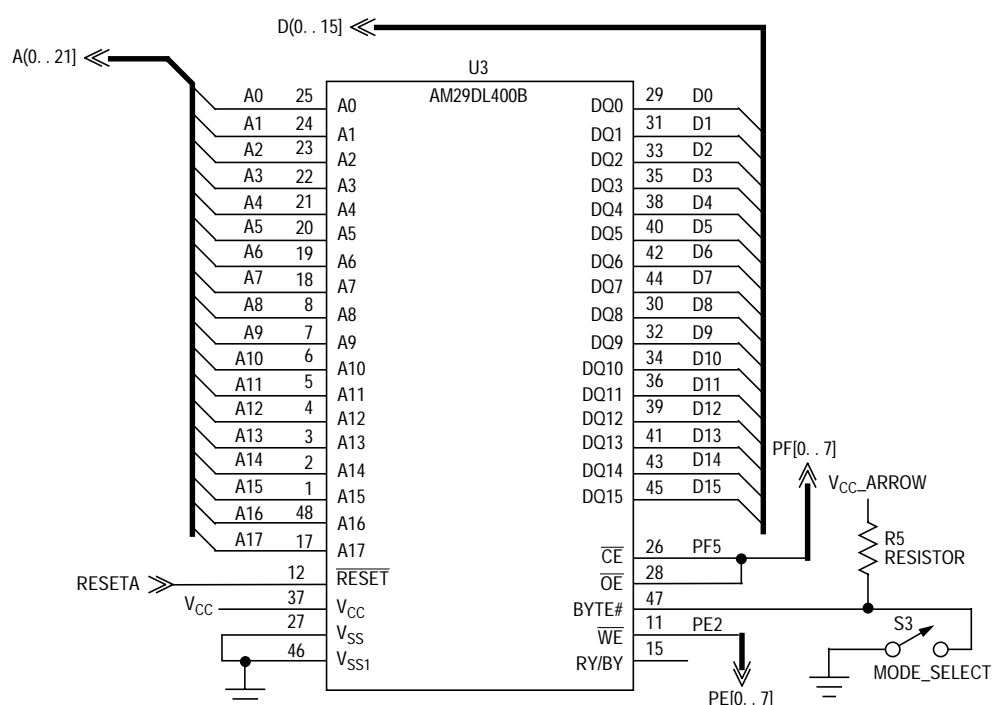 D(0. . 15]
A(0. . 21]
U3
AM29DL400B
A0 25 A0 DQ0 29 D0
A1 24 A1 DQ1 31 D1
A2 23 A2 DQ2 33 D2
A3 22 A3 DQ3 35 D3
A4 21 A4 DQ4 38 D4
A5 20 A5 DQ5 40 D5
A6 19 A6 DQ6 42 D6
A7 18 A7 DQ7 44 D7
A8 8 A8 DQ8 30 D8
A9 7 A9 DQ9 32 D9
A10 6 A10 DQ10 34 D10
A11 5 A11 DQ11 36 D11
A12 4 A12 DQ12 39 D12
A13 3 A13 DQ13 41 D13
A14 2 A14 DQ14 43 D14
A15 1 A15 DQ15 45 D15
A16 48 A16
A17 17 A17
PF[0. . 7]
VCC_ARROW
R5
RESISTOR
CE 26 PF5
RESETA 12 RESET OE 28
VCC 37 VCC BYTE# 47
27 VSS WE 11 PE2
46 VSS1 RY/BY 15
S3
MODE_SELECT
PE[0. . 7]